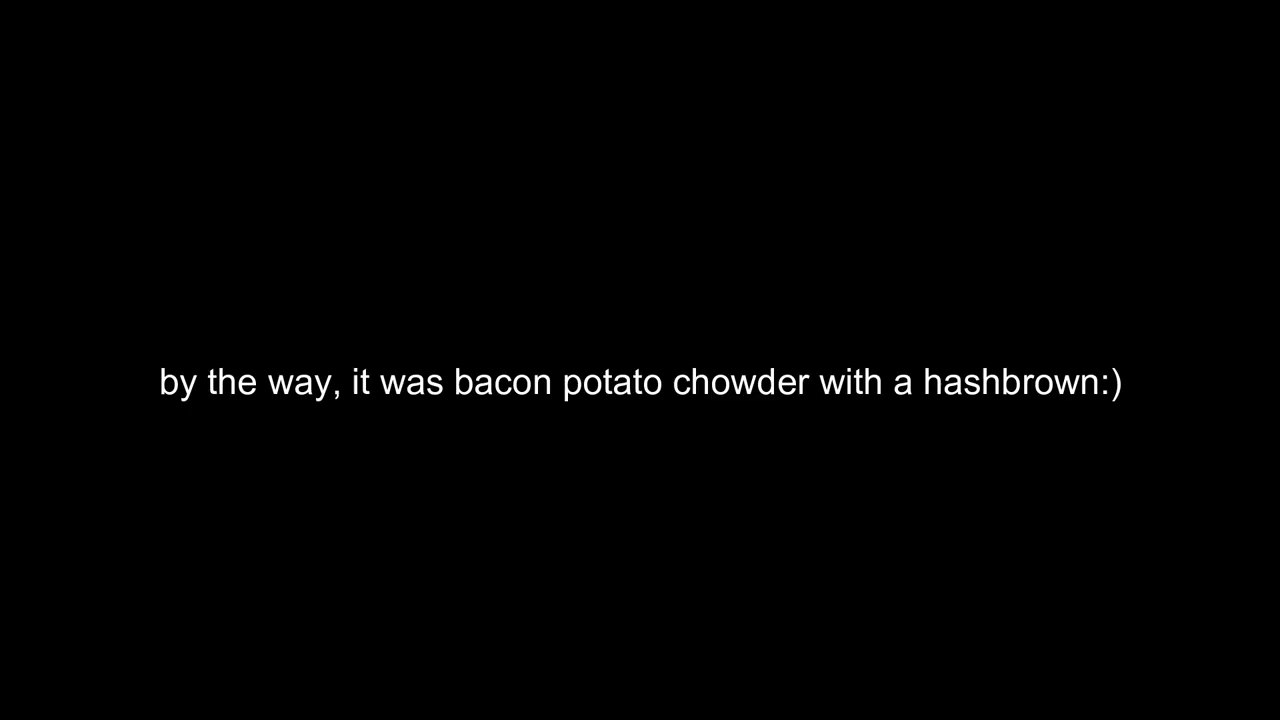 by the way, it was bacon potato chowder with a hashbrown:)